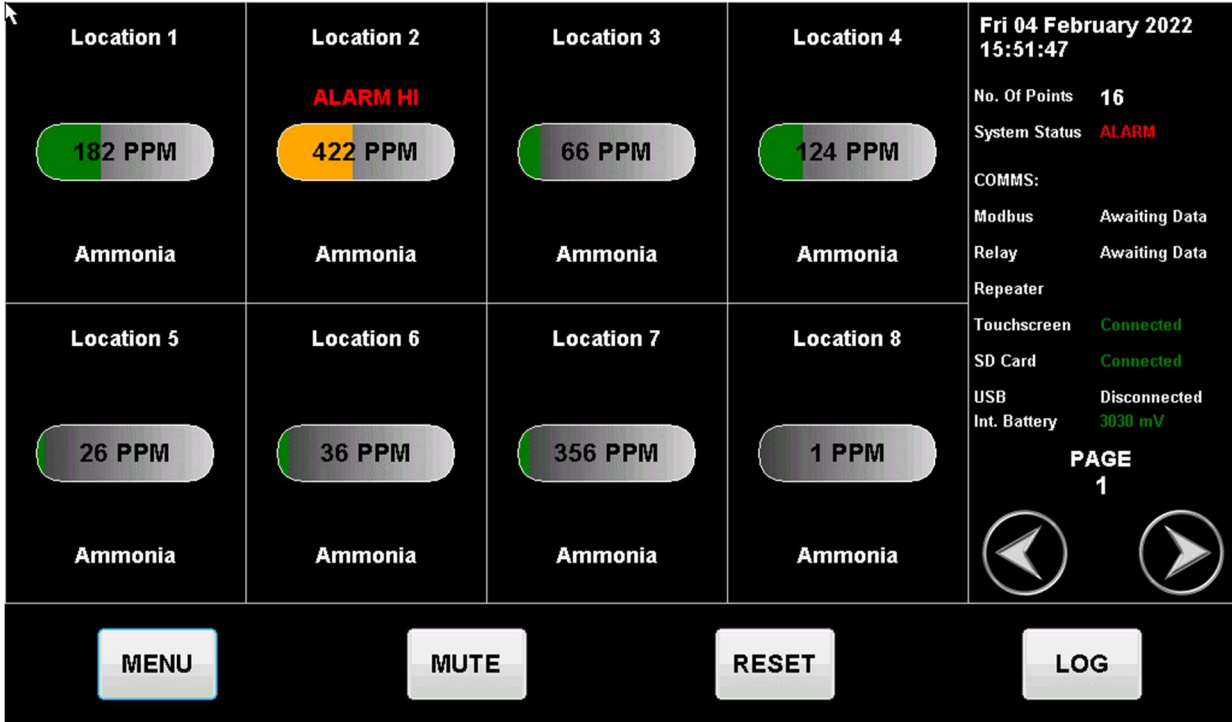 Location 1
182 PPM
Ammonia
Location 2
ALARM HI
422 PPM
Ammonia
Location 3
66 PPM
Ammonia
Location 4
124 PPM
Ammonia
Location 5
26 PPM
Ammonia
Location 6
36 PPM
Ammonia
Location 7
356 PPM
Ammonia
Location 8
1 PPM
Ammonia
Fri 04 February 2022
15:51:47
No. Of Points 16
System Status ALARM
COMMS:
Modbus Awaiting Data
Relay Awaiting Data
Repeater
Touchscreen Connected
SD Card Connected
USB Disconnected
Int. Battery 3030 mV
PAGE
1
MENU
MUTE
RESET
LOG